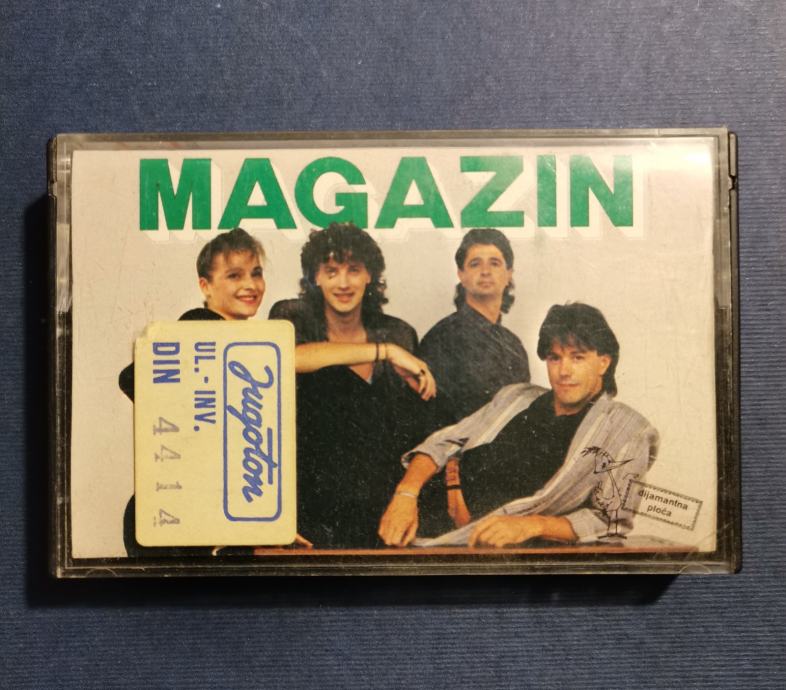 MAGAZIN
Jugoton
UL.- INV.
DIN 4414
dijamantna
ploča